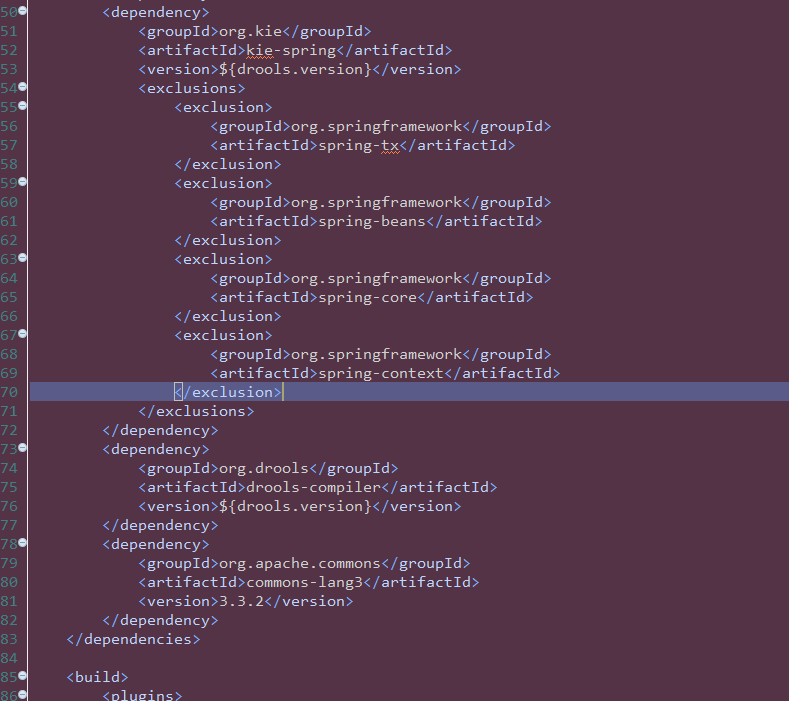 50 <dependency>
51 <groupId>org.kie</groupId>
52 <artifactId>kie-spring</artifactId>
53 <version>${drools.version}</version>
54 <exclusions>
55 <exclusion>
56 <groupId>org.springframework</groupId>
57 <artifactId>spring-tx</artifactId>
58 </exclusion>
59 <exclusion>
60 <groupId>org.springframework</groupId>
61 <artifactId>spring-beans</artifactId>
62 </exclusion>
63 <exclusion>
64 <groupId>org.springframework</groupId>
65 <artifactId>spring-core</artifactId>
66 </exclusion>
67 <exclusion>
68 <groupId>org.springframework</groupId>
69 <artifactId>spring-context</artifactId>
70 </exclusion>
71 </exclusions>
72 </dependency>
73 <dependency>
74 <groupId>org.drools</groupId>
75 <artifactId>drools-compiler</artifactId>
76 <version>${drools.version}</version>
77 </dependency>
78 <dependency>
79 <groupId>org.apache.commons</groupId>
80 <artifactId>commons-lang3</artifactId>
81 <version>3.3.2</version>
82 </dependency>
83 </dependencies>
84
85 <build>
86 <plugins>